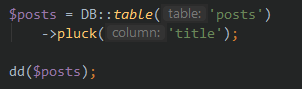 $posts = DB::table( table: 'posts')
->pluck( column: 'title');
dd($posts);